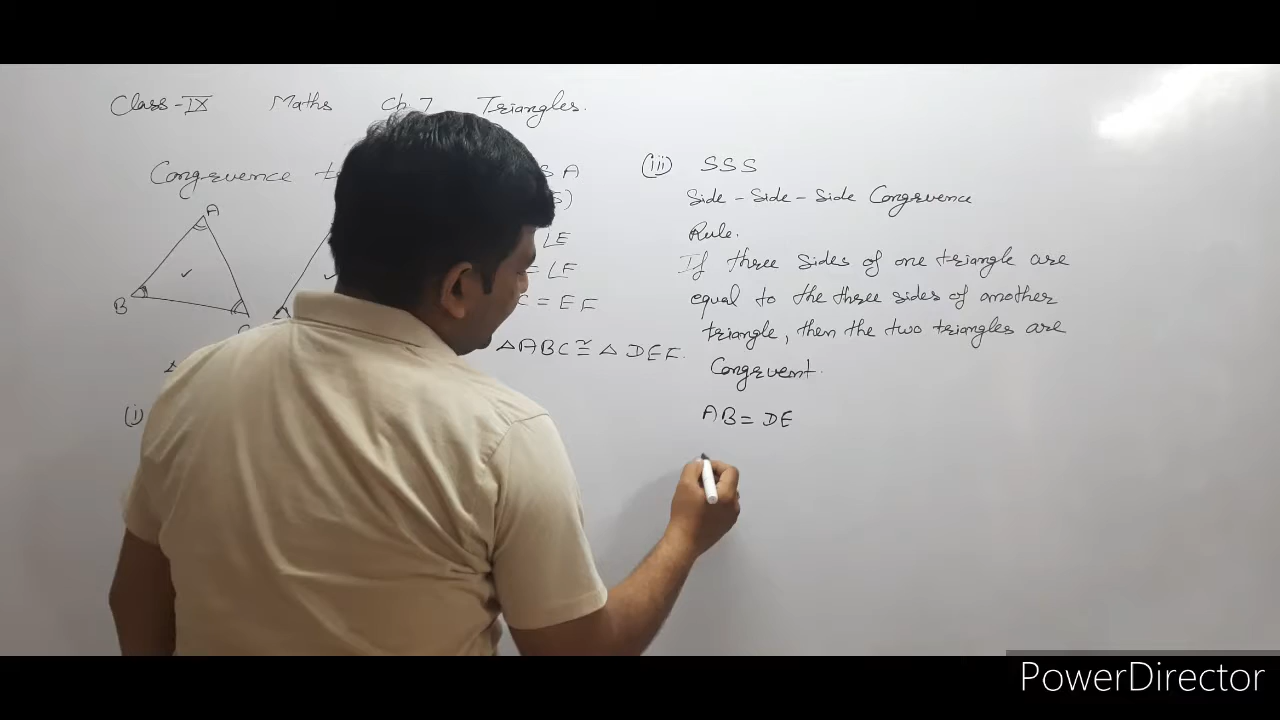 Class-IX Maths Ch. 7 Triangles.
Congruence
A
B
(i)
S A
S)
LE
= LF
C = EF
△ABC ≅ △ DEF.
(iii) SSS
Side - Side - Side Congruence
Rule.
If three sides of one triangle are
equal to the three sides of another
triangle, then the two triangles are
Congruent.
AB = DE
PowerDirector